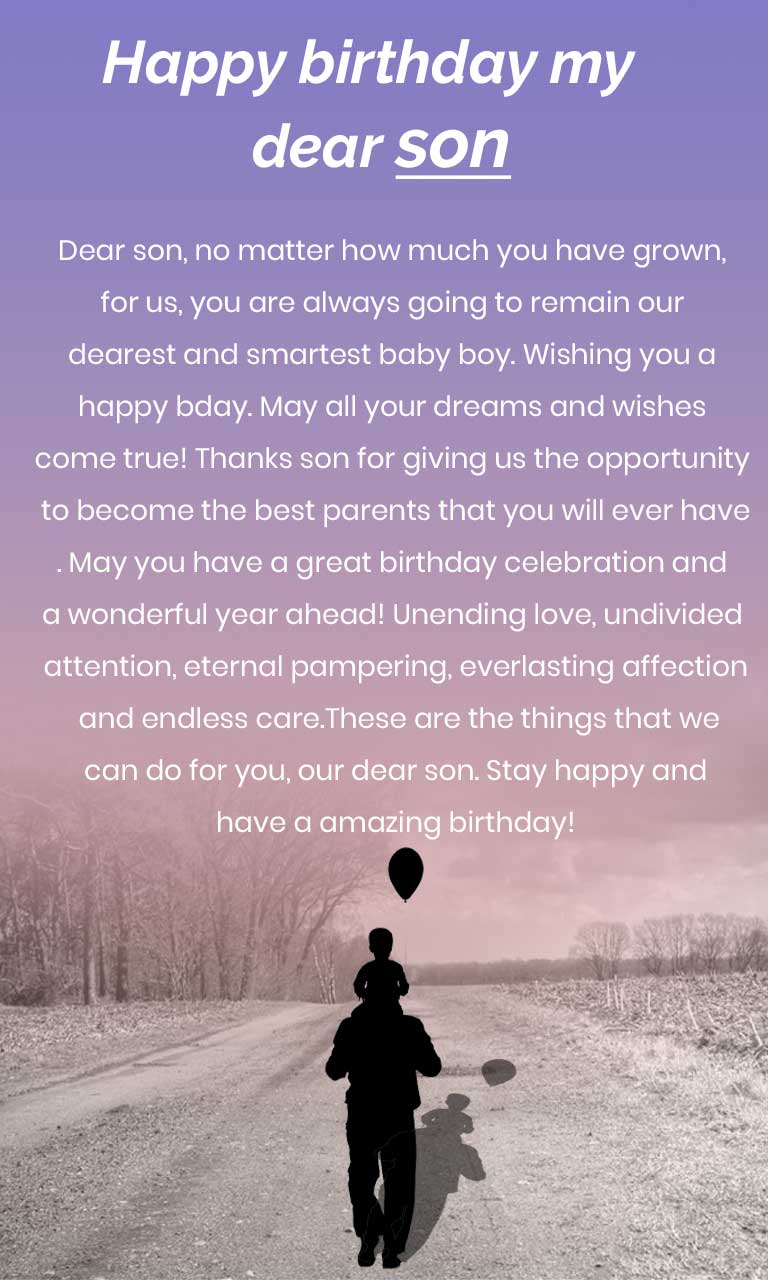 Happy birthday my
dear son
Dear son, no matter how much you have grown,
for us, you are always going to remain our
dearest and smartest baby boy. Wishing you a
happy bday. May all your dreams and wishes
come true! Thanks son for giving us the opportunity
to become the best parents that you will ever have
. May you have a great birthday celebration and
a wonderful year ahead! Unending love, undivided
attention, eternal pampering, everlasting affection
and endless care.These are the things that we
can do for you, our dear son. Stay happy and
have a amazing birthday!